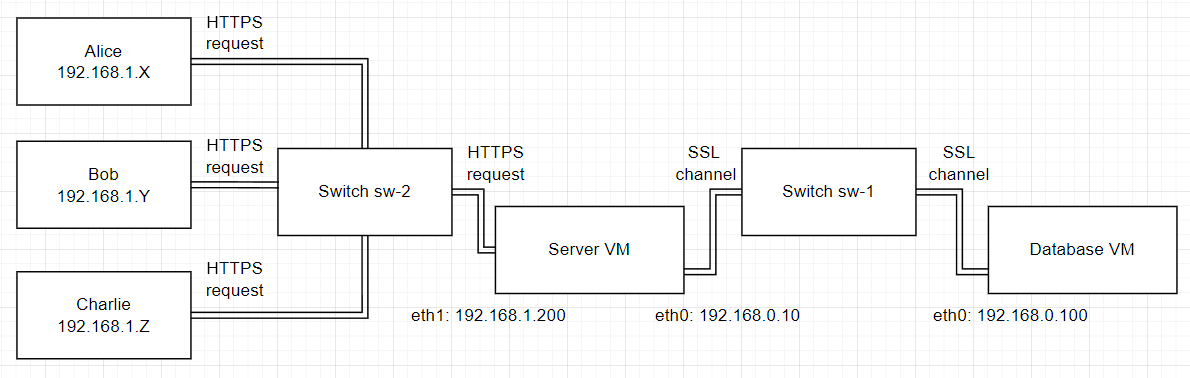 HTTPS
request
Alice
192.168.1.X
HTTPS
request
Bob
192.168.1.Y
HTTPS
request
Charlie
192.168.1.Z
Switch sw-2
HTTPS
request
Server VM
eth1: 192.168.1.200
eth0: 192.168.0.10
SSL
channel
Switch sw-1
SSL
channel
Database VM
eth0: 192.168.0.100